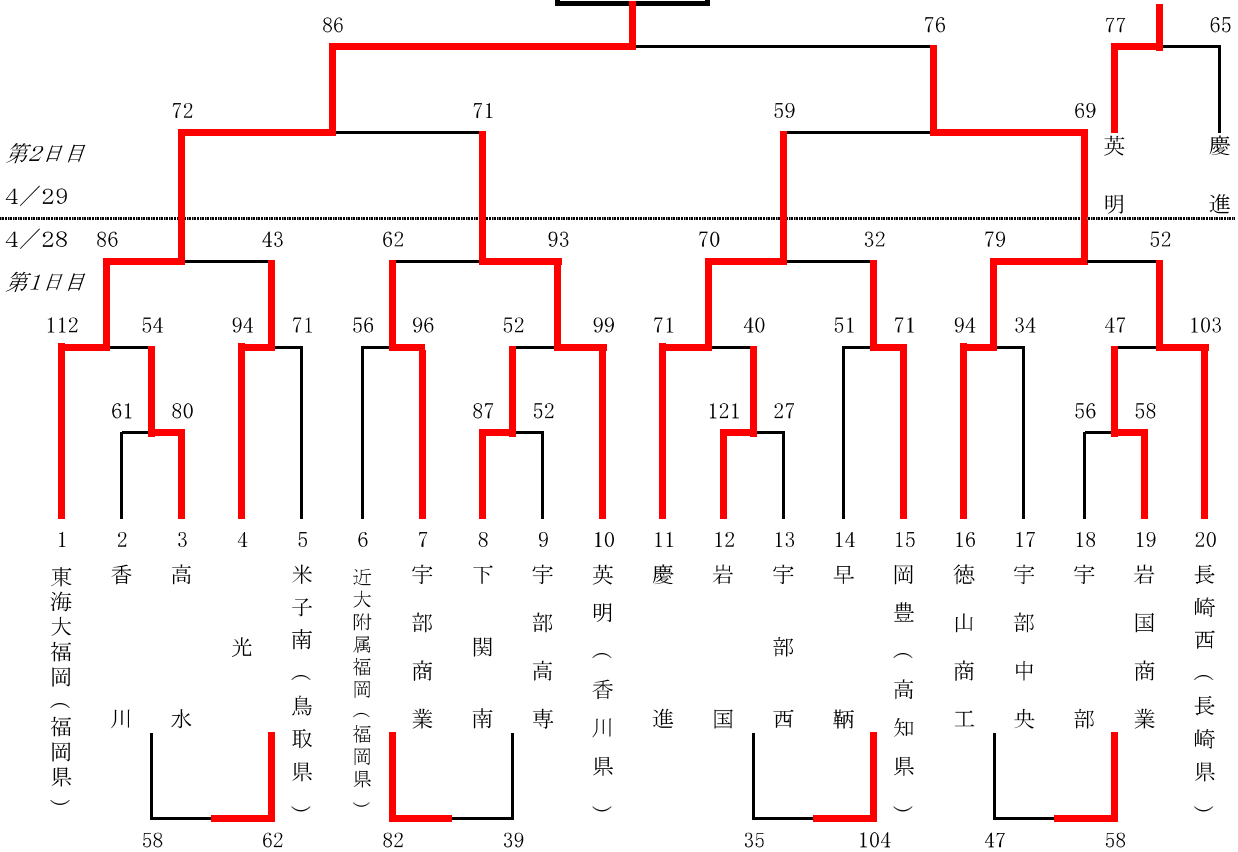 86 76 77 65
72 71 59 69
英明 慶進
第2日目
4／29
4／28
86 43 62 93 70 32 79 52
第1日目
112 54 94 71 56 96 52 99 71 40 51 71 94 34 47 103
61 80 87 52 121 27 56 58
1 2 3 4 5 6 7 8 9 10 11 12 13 14 15 16 17 18 19 20
東海大福岡（福岡県）
香川
高水
光
米子南（鳥取県）
近大附属福岡（福岡県）
宇部商業
下関南
宇部高専
英明（香川県）
慶進
岩国
宇部西
早鞆
岡豊（高知県）
徳山商工
宇部中央
宇部
岩国商業
長崎西（長崎県）
58 62 82 39 35 104 47 58